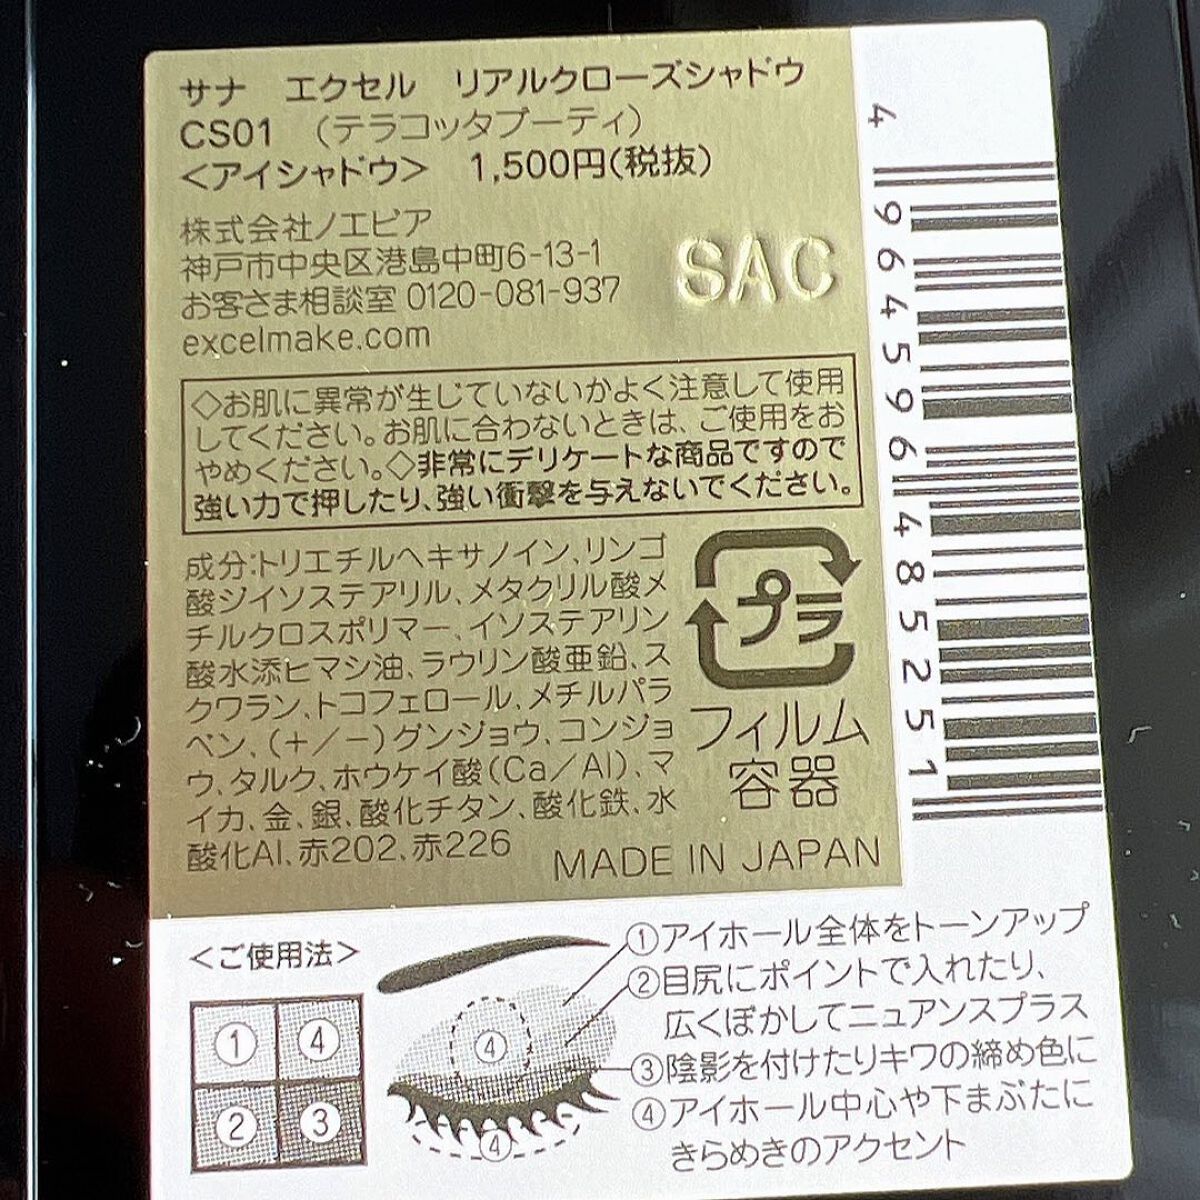 サナ エクセル リアルクローズシャドウ
CS01 (テラコッタブーティ)
<アイシャドウ> 1,500円(税抜)
株式会社ノエビア
神戸市中央区港島中町6-13-1
お客さま相談室 0120-081-937
excelmake.com
SAC
◇お肌に異常が生じていないかよく注意して使用
してください。お肌に合わないときは、ご使用をお
やめください。◇非常にデリケートな商品ですので
強い力で押したり、強い衝撃を与えないでください。
成分:トリエチルヘキサノイン、リンゴ
酸ジイソステアリル、メタクリル酸メ
チルクロスポリマー、イソステアリン
酸水添ヒマシ油、ラウリン酸亜鉛、ス
クワラン、トコフェロール、メチルパラ
ベン、(+/-)グンジョウ、コンジョ
ウ、タルク、ホウケイ酸(Ca/Al)、マ
イカ、金、銀、酸化チタン、酸化鉄、水
酸化Al、赤202、赤226
プラ
フィルム
容器
MADE IN JAPAN
4 964596 485251
<ご使用法>
① ④
② ③
④
④
①アイホール全体をトーンアップ
②目尻にポイントで入れたり、
広くぼかしてニュアンスプラス
③陰影を付けたりキワの締め色に
④アイホール中心や下まぶたに
きらめきのアクセント